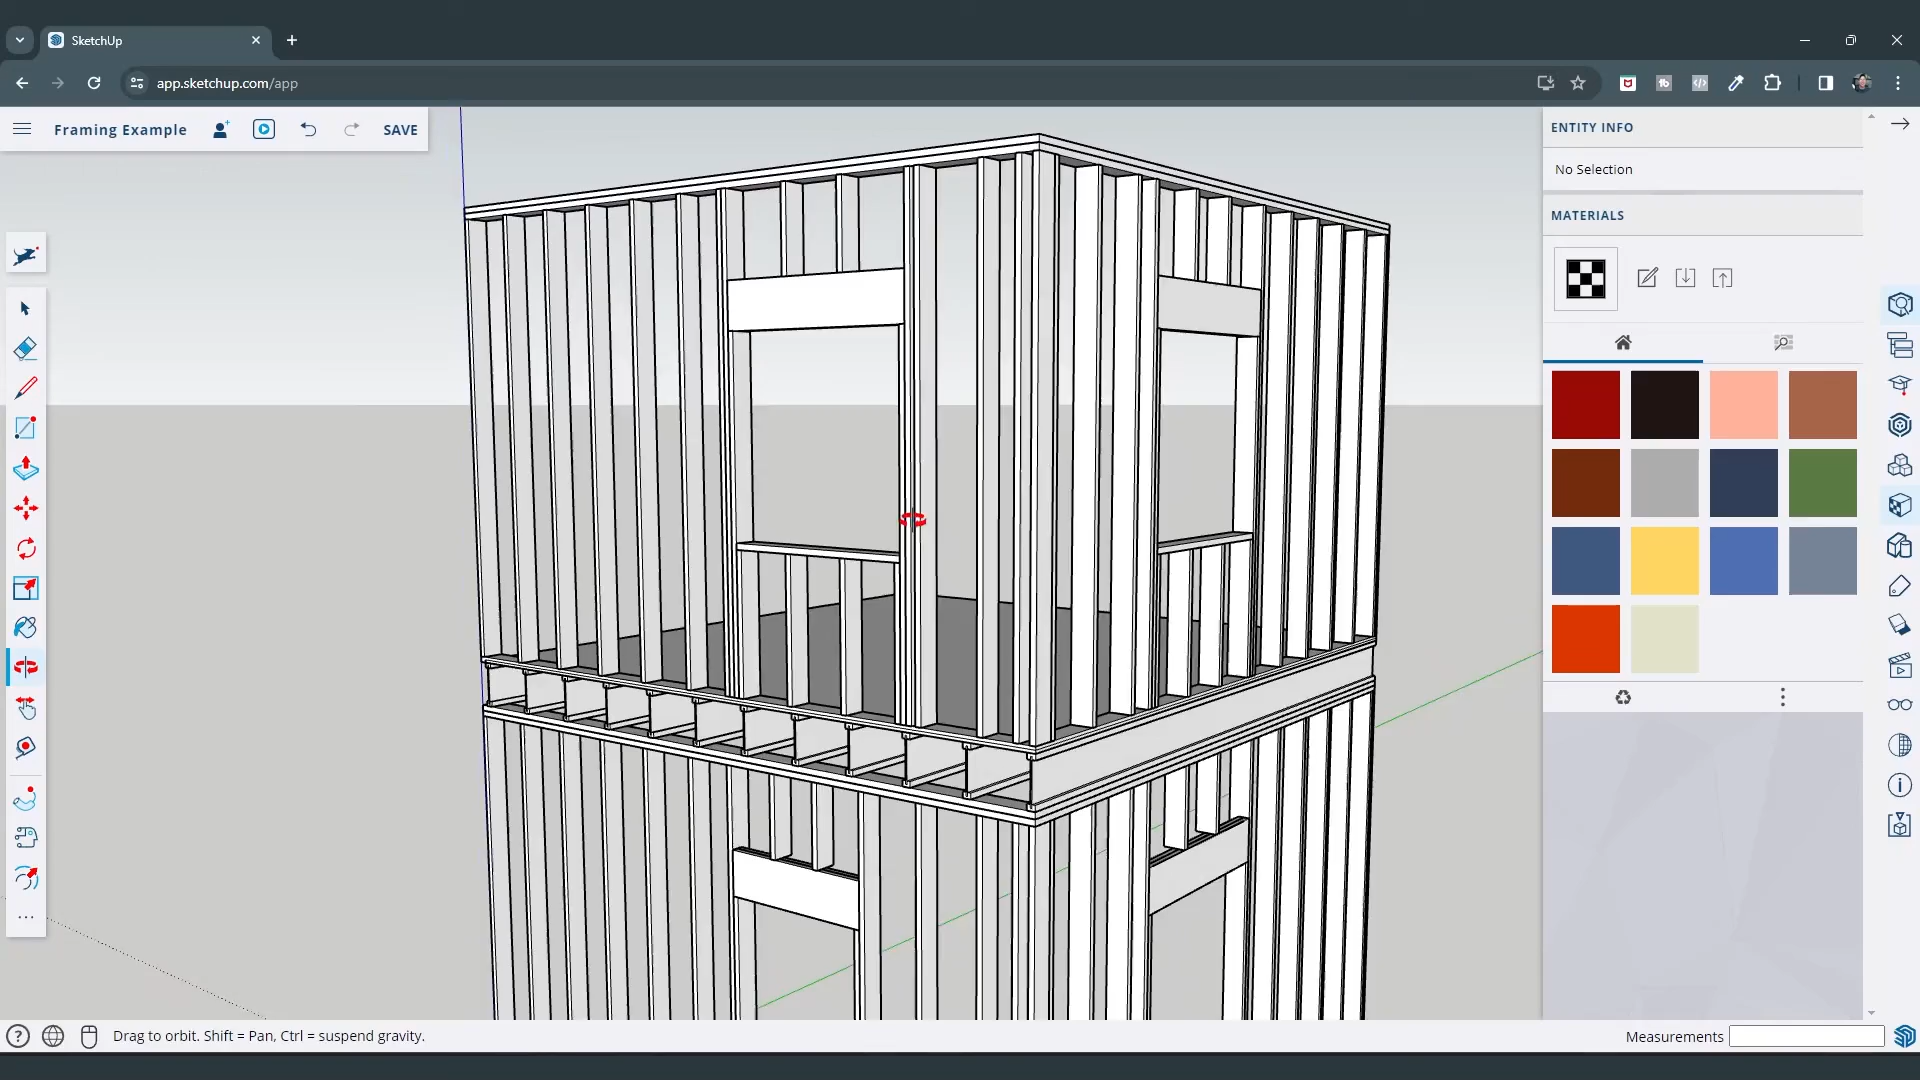 SketchUp
app.sketchup.com/app
Framing Example
SAVE
ENTITY INFO
No Selection
MATERIALS
Drag to orbit. Shift = Pan, Ctrl = suspend gravity.
Measurements